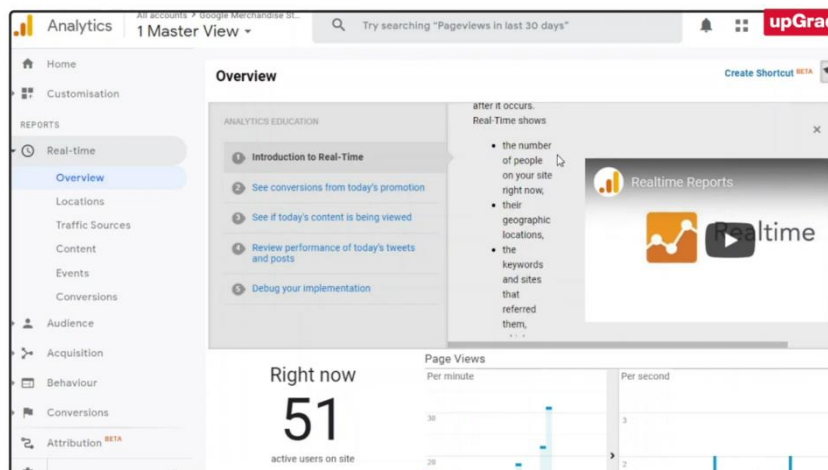 All accounts > Google Merchandise St...
Analytics
1 Master View
Try searching "Pageviews in last 30 days"
upGrad
Home
Customisation
REPORTS
Real-time
Overview
Locations
Traffic Sources
Content
Events
Conversions
Audience
Acquisition
Behaviour
Conversions
Attribution BETA
Overview
Create Shortcut BETA
ANALYTICS EDUCATION
1 Introduction to Real-Time
2 See conversions from today's promotion
3 See if today's content is being viewed
4 Review performance of today's tweets
and posts
5 Debug your implementation
after it occurs.
Real-Time shows
• the number
of people
on your site
right now,
• their
geographic
locations,
• the
keywords
and sites
that
referred
them,
Realtime Reports
Realtime
Right now
51
active users on site
Page Views
Per minute
30
20
Per second
3
2